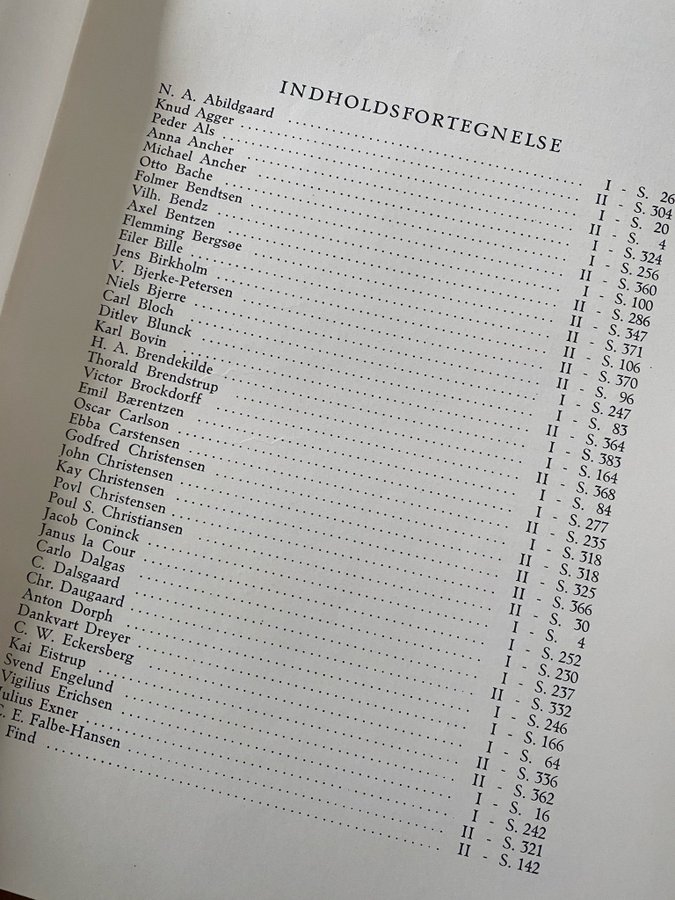 INDHOLDSFORTEGNELSE
N. A. Abildgaard ........ I - S. 26
Knud Agger ........ II - S. 304
Peder Als ........ I - S. 20
Anna Ancher ........ II - S. 4
Michael Ancher ........ I - S. 324
Otto Bache ........ I - S. 256
Folmer Bendtsen ........ II - S. 360
Vilh. Bendz ........ I - S. 100
Axel Bentzen ........ II - S. 286
Flemming Bergsøe ........ II - S. 347
Eiler Bille ........ II - S. 371
Jens Birkholm ........ II - S. 106
V. Bjerke-Petersen ........ II - S. 370
Niels Bjerre ........ II - S. 96
Carl Bloch ........ I - S. 247
Ditlev Blunck ........ I - S. 83
Karl Bovin ........ II - S. 364
H. A. Brendekilde ........ I - S. 383
Thorald Brendstrup ........ I - S. 164
Victor Brockdorff ........ II - S. 368
Emil Bærentzen ........ I - S. 84
Oscar Carlson ........ II - S. 277
Ebba Carstensen ........ II - S. 235
Godfred Christensen ........ I - S. 318
John Christensen ........ II - S. 318
Kay Christensen ........ II - S. 325
Povl Christensen ........ II - S. 366
Poul S. Christiansen ........ II - S. 30
Jacob Coninck ........ I - S. 4
Janus la Cour ........ I - S. 252
Carlo Dalgas ........ I - S. 230
C. Dalsgaard ........ I - S. 237
Chr. Daugaard ........ II - S. 332
Anton Dorph ........ I - S. 246
Dankvart Dreyer ........ I - S. 166
C. W. Eckersberg ........ I - S. 64
Kai Eistrup ........ II - S. 336
Svend Engelund ........ II - S. 362
Vigilius Erichsen ........ I - S. 16
Julius Exner ........ I - S. 242
C. E. Falbe-Hansen ........ II - S. 321
Find ........ II - S. 142